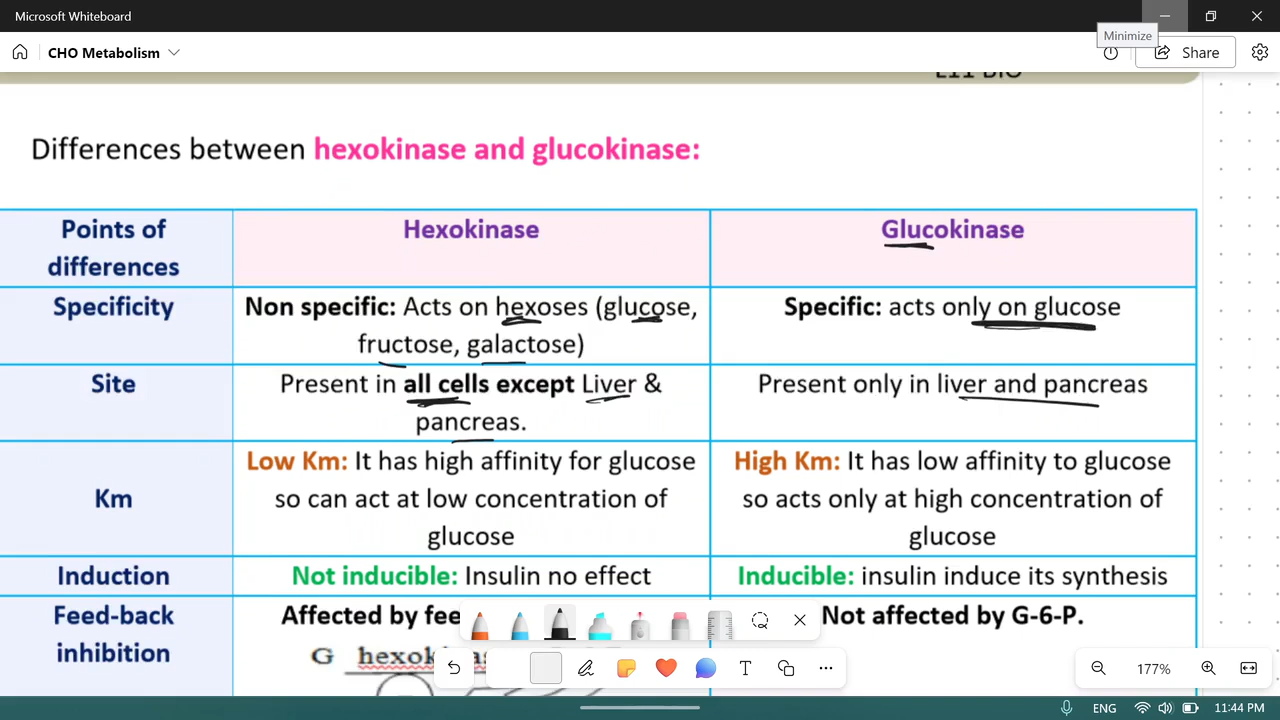 Microsoft Whiteboard
Minimize
CHO Metabolism
Share
L11 BIO
Differences between hexokinase and glucokinase:
Points of differences
Hexokinase
Glucokinase
Specificity
Non specific: Acts on hexoses (glucose,
fructose, galactose)
Specific: acts only on glucose
Site
Present in all cells except Liver &
pancreas.
Present only in liver and pancreas
Km
Low Km: It has high affinity for glucose
so can act at low concentration of
glucose
High Km: It has low affinity to glucose
so acts only at high concentration of
glucose
Induction
Not inducible: Insulin no effect
Inducible: insulin induce its synthesis
Feed-back
inhibition
Affected by
Not affected by G-6-P.
G
T
177%
ENG
11:44 PM